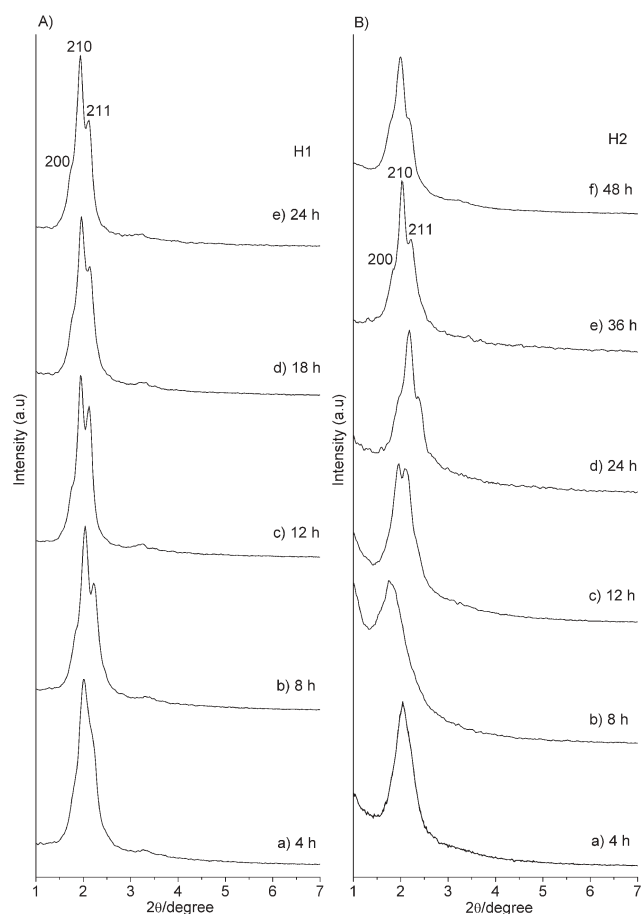 A)
210
211
200
H1
e) 24 h
d) 18 h
c) 12 h
b) 8 h
a) 4 h
Intensity (a.u)
1 2 3 4 5 6 7
2θ/degree
B)
H2
f) 48 h
210
211
200
e) 36 h
d) 24 h
c) 12 h
b) 8 h
a) 4 h
Intensity (a.u)
1 2 3 4 5 6 7
2θ/degree